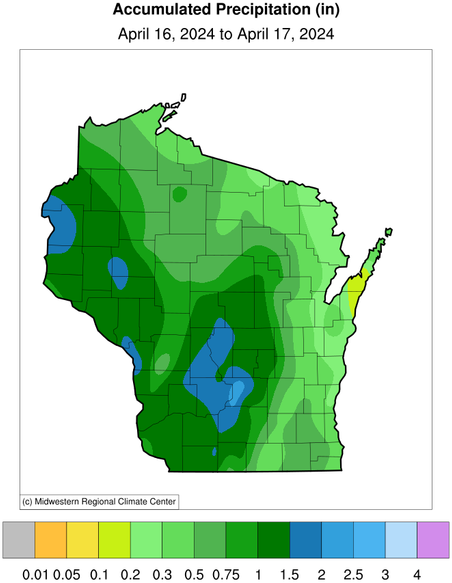 Accumulated Precipitation (in)
April 16, 2024 to April 17, 2024
(c) Midwestern Regional Climate Center
0.01 0.05 0.1 0.2 0.3 0.5 0.75 1 1.5 2 2.5 3 4